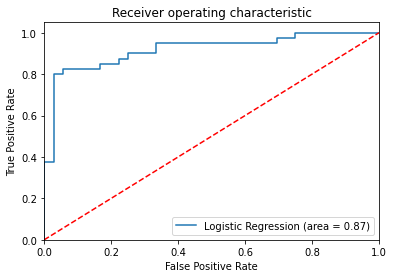 Receiver operating characteristic
True Positive Rate
1.0
0.8
0.6
0.4
0.2
0.0
Logistic Regression (area = 0.87)
0.0 0.2 0.4 0.6 0.8 1.0
False Positive Rate